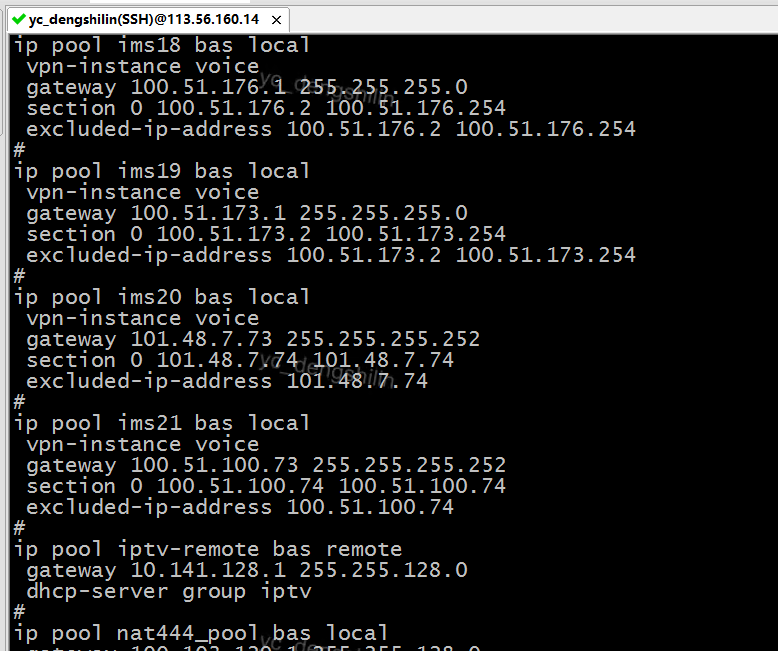 yc_dengshilin(SSH)@113.56.160.14 ×
ip pool ims18 bas local
vpn-instance voice
gateway 100.51.176.1 255.255.255.0
section 0 100.51.176.2 100.51.176.254
excluded-ip-address 100.51.176.2 100.51.176.254
#
ip pool ims19 bas local
vpn-instance voice
gateway 100.51.173.1 255.255.255.0
section 0 100.51.173.2 100.51.173.254
excluded-ip-address 100.51.173.2 100.51.173.254
#
ip pool ims20 bas local
vpn-instance voice
gateway 101.48.7.73 255.255.255.252
section 0 101.48.7.74 101.48.7.74
excluded-ip-address 101.48.7.74
#
ip pool ims21 bas local
vpn-instance voice
gateway 100.51.100.73 255.255.255.252
section 0 100.51.100.74 100.51.100.74
excluded-ip-address 100.51.100.74
#
ip pool iptv-remote bas remote
gateway 10.141.128.1 255.255.128.0
dhcp-server group iptv
#
ip pool nat444_pool bas local
yc_dengshilin
yc_dengshilin